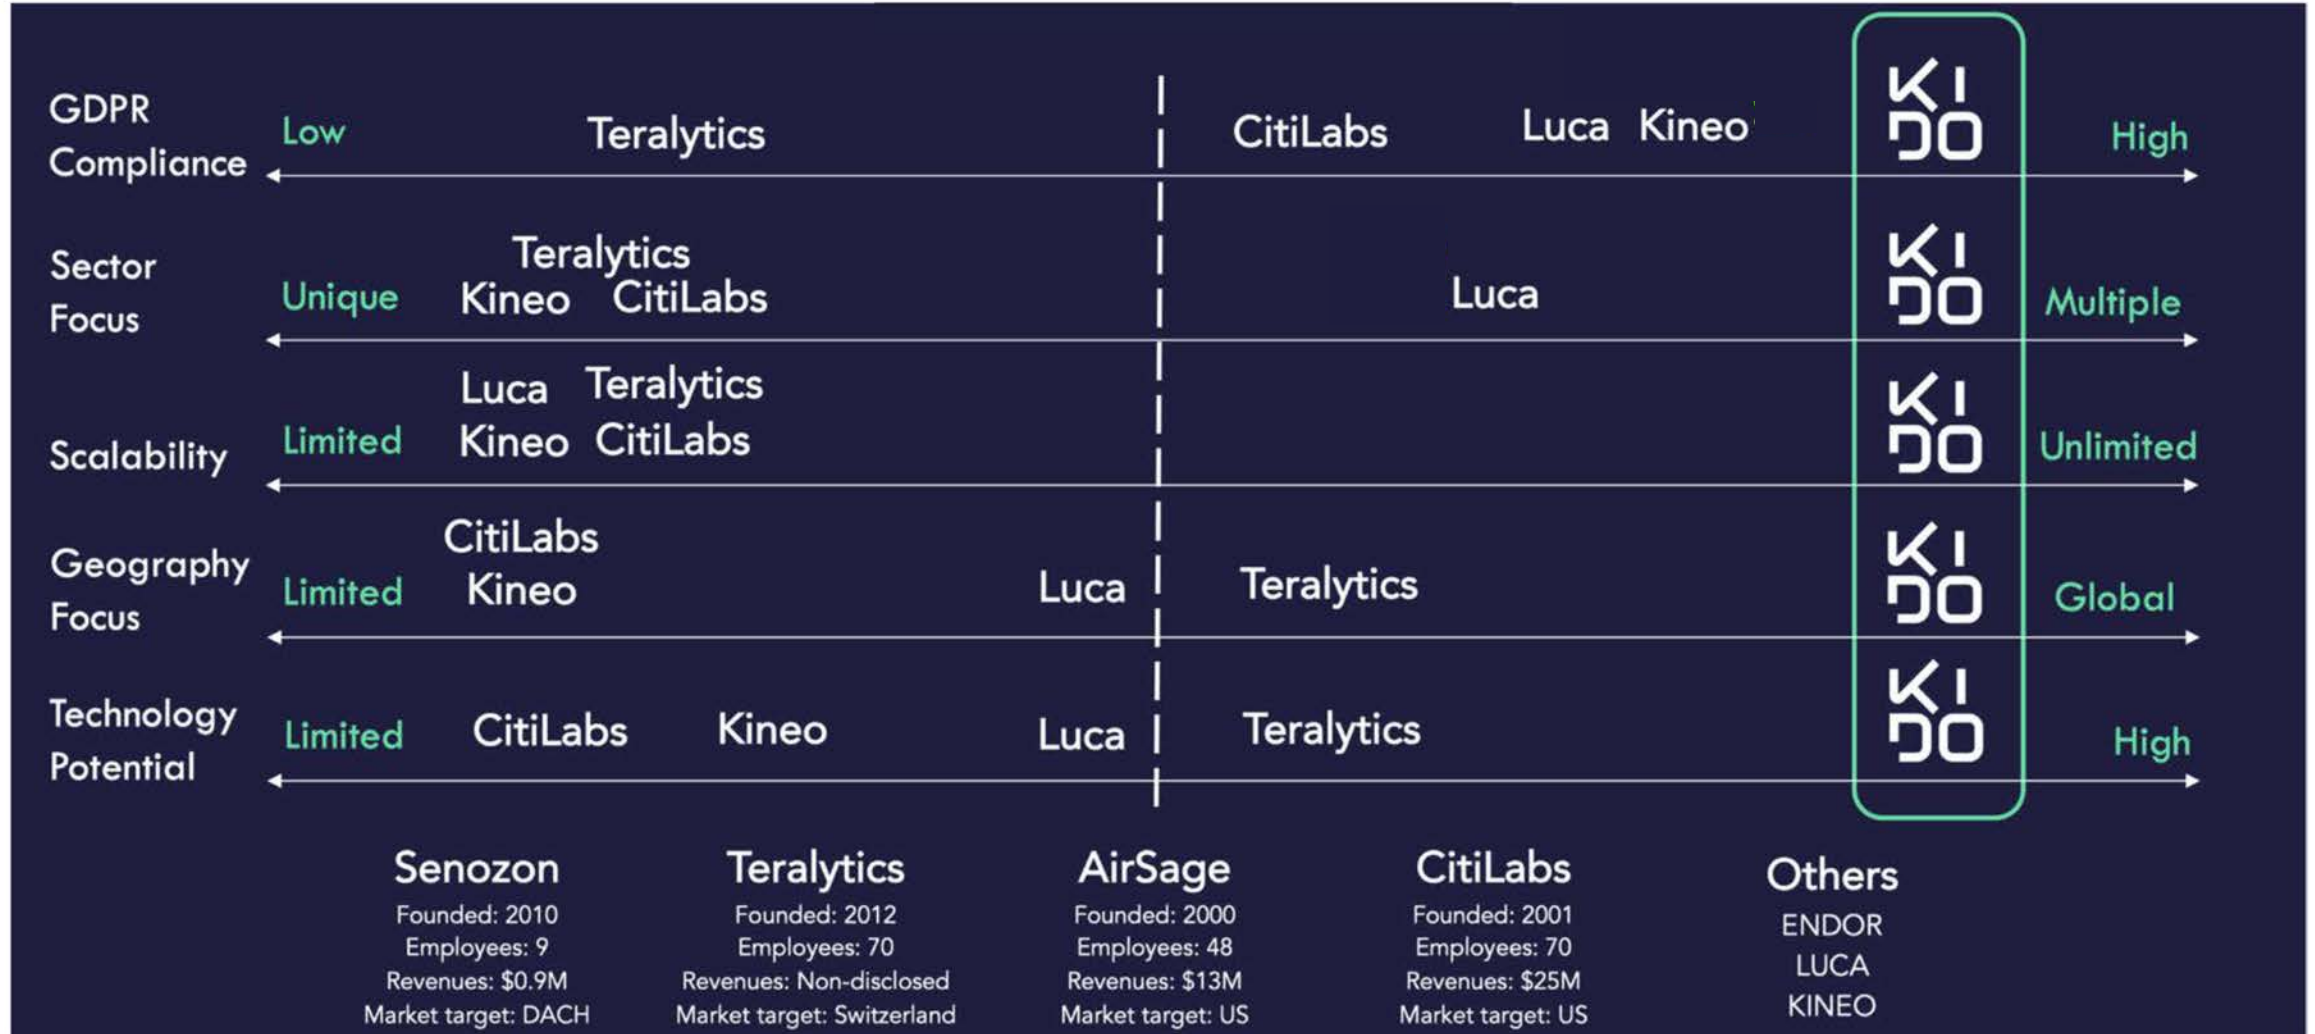 GDPR
Compliance
Low
Teralytics
CitiLabs
Luca
Kineo
KI
DO
High
Sector
Focus
Unique
Teralytics
Kineo
CitiLabs
Luca
KI
DO
Multiple
Scalability
Limited
Luca
Teralytics
Kineo
CitiLabs
KI
DO
Unlimited
Geography
Focus
Limited
CitiLabs
Kineo
Luca
Teralytics
KI
DO
Global
Technology
Potential
Limited
CitiLabs
Kineo
Luca
Teralytics
KI
DO
High
Senozon
Founded: 2010
Employees: 9
Revenues: $0.9M
Market target: DACH
Teralytics
Founded: 2012
Employees: 70
Revenues: Non-disclosed
Market target: Switzerland
AirSage
Founded: 2000
Employees: 48
Revenues: $13M
Market target: US
CitiLabs
Founded: 2001
Employees: 70
Revenues: $25M
Market target: US
Others
ENDOR
LUCA
KINEO